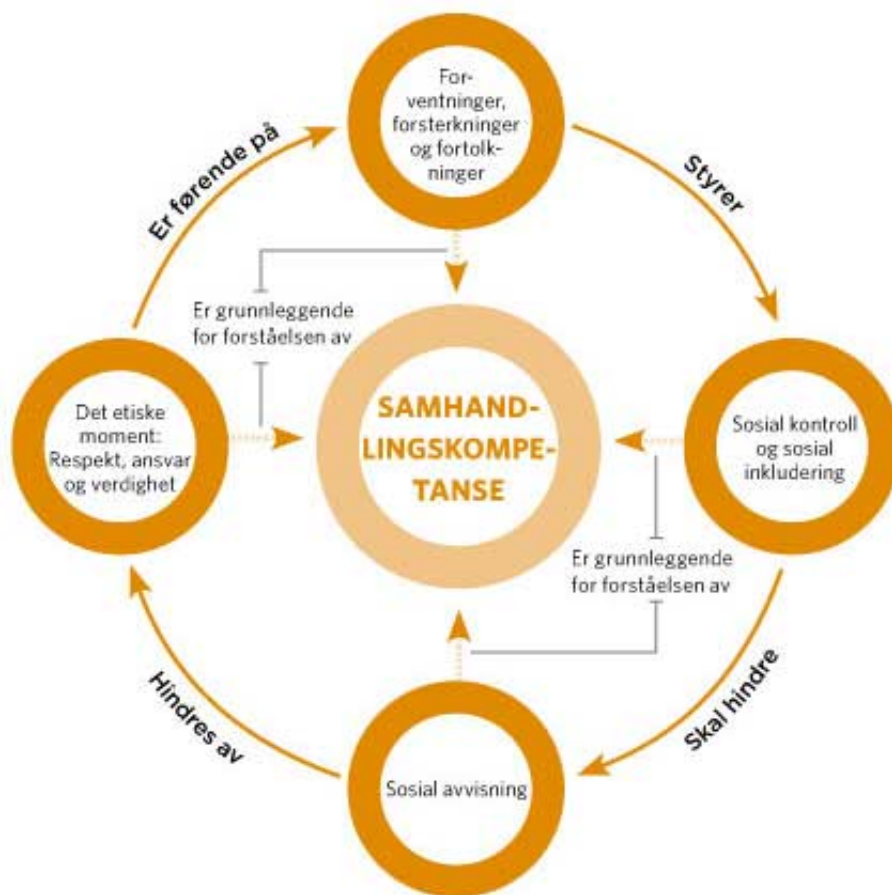 For-
ventninger,
forsterkninger
og fortolk-
ninger
Er førende på
Styrer
Er grunnleggende
for forståelsen av
Det etiske
moment:
Respekt, ansvar
og verdighet
SAMHAND-
LINGSKOMPE-
TANSE
Sosial kontroll
og sosial
inkludering
Er grunnleggende
for forståelsen av
Hindres av
Skal hindre
Sosial avvisning